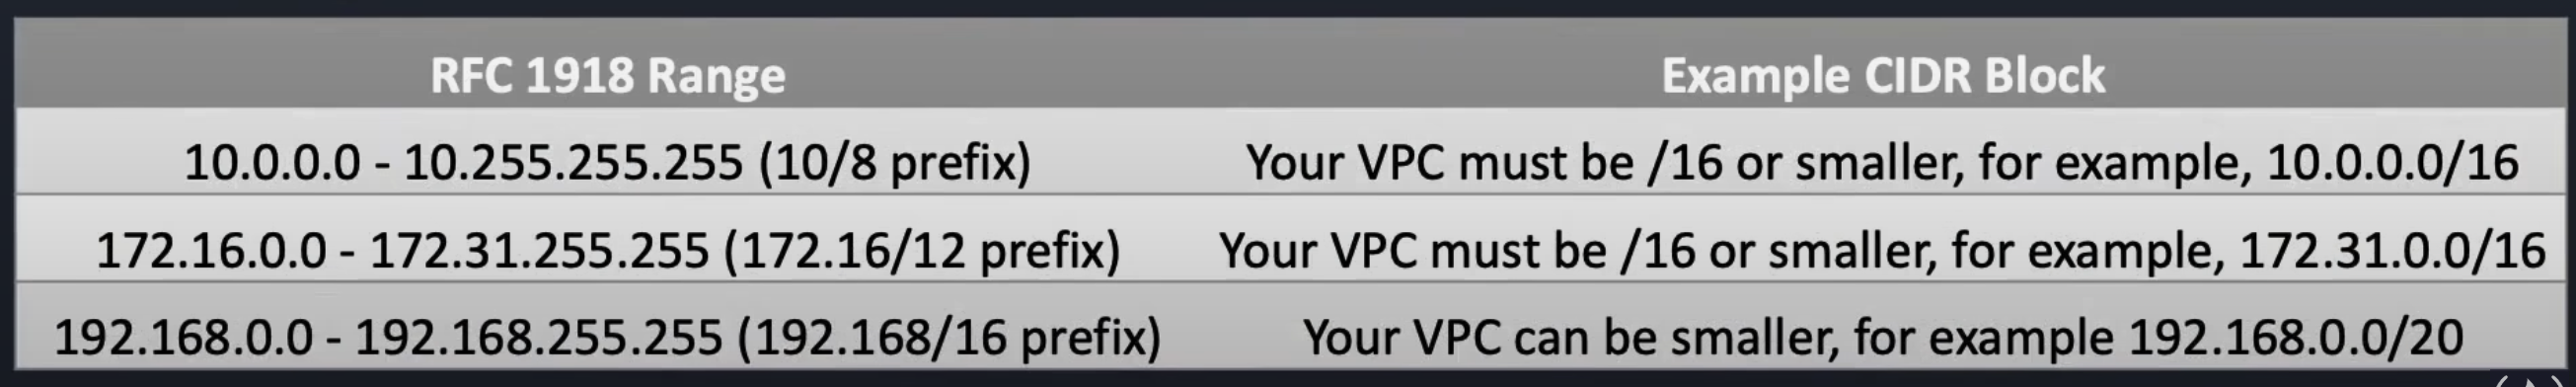 RFC 1918 Range Example CIDR Block
10.0.0.0 - 10.255.255.255 (10/8 prefix) Your VPC must be /16 or smaller, for example, 10.0.0.0/16
172.16.0.0 - 172.31.255.255 (172.16/12 prefix) Your VPC must be /16 or smaller, for example, 172.31.0.0/16
192.168.0.0 - 192.168.255.255 (192.168/16 prefix) Your VPC can be smaller, for example 192.168.0.0/20